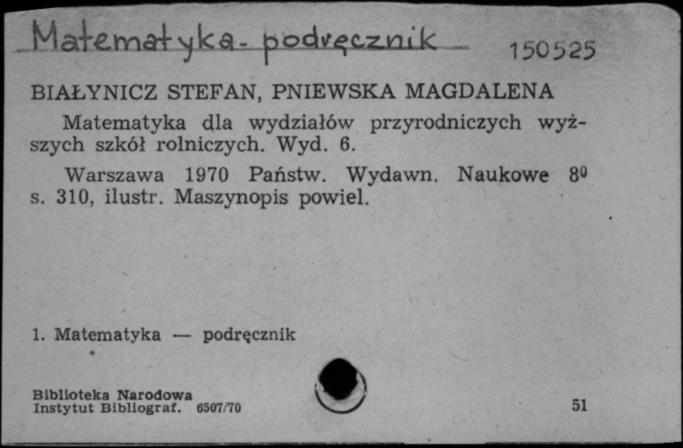 Matematyka - podręcznik
150525
BIAŁYNICZ STEFAN, PNIEWSKA MAGDALENA
Matematyka dla wydziałów przyrodniczych wyż-
szych szkół rolniczych. Wyd. 6.
Warszawa 1970 Państw. Wydawn. Naukowe 8º
s. 310, ilustr. Maszynopis powiel.
1. Matematyka — podręcznik
Biblioteka Narodowa
Instytut Bibliograf. 6507/70
51